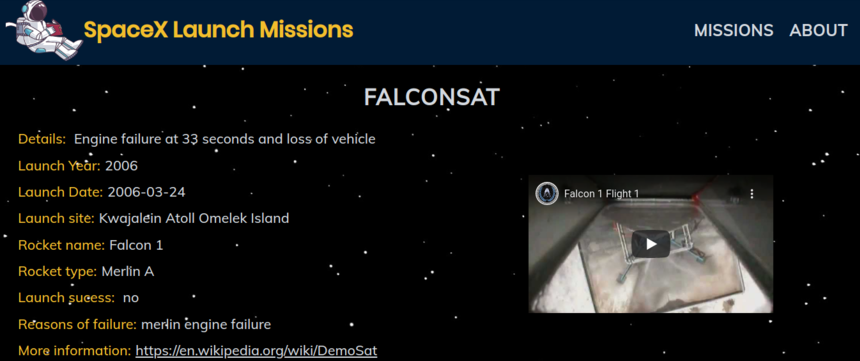 SpaceX Launch Missions
MISSIONS ABOUT
FALCONSAT
Details: Engine failure at 33 seconds and loss of vehicle
Launch Year: 2006
Launch Date: 2006-03-24
Launch site: Kwajalein Atoll Omelek Island
Rocket name: Falcon 1
Rocket type: Merlin A
Launch sucess: no
Reasons of failure: merlin engine failure
More information: https://en.wikipedia.org/wiki/DemoSat
Falcon 1 Flight 1